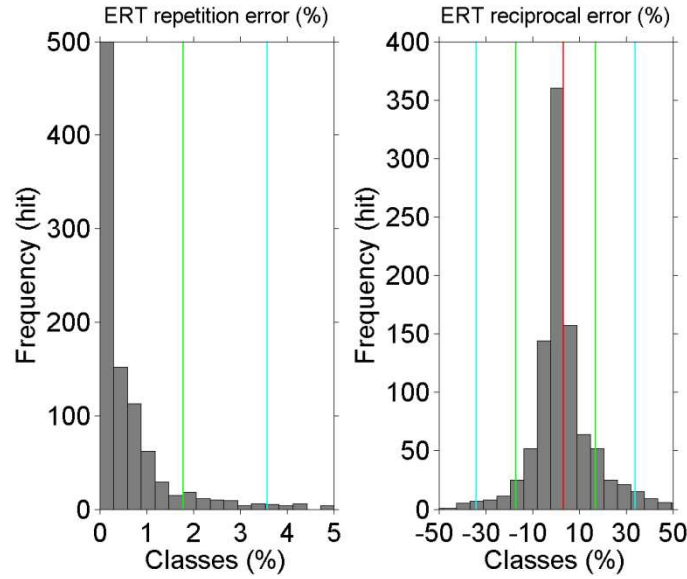 ERT repetition error (%)
500
400
300
200
100
0
Frequency (hit)
0 1 2 3 4 5
Classes (%)
ERT reciprocal error (%)
400
350
300
250
200
150
100
50
0
Frequency (hit)
-50 -30 -10 10 30 50
Classes (%)